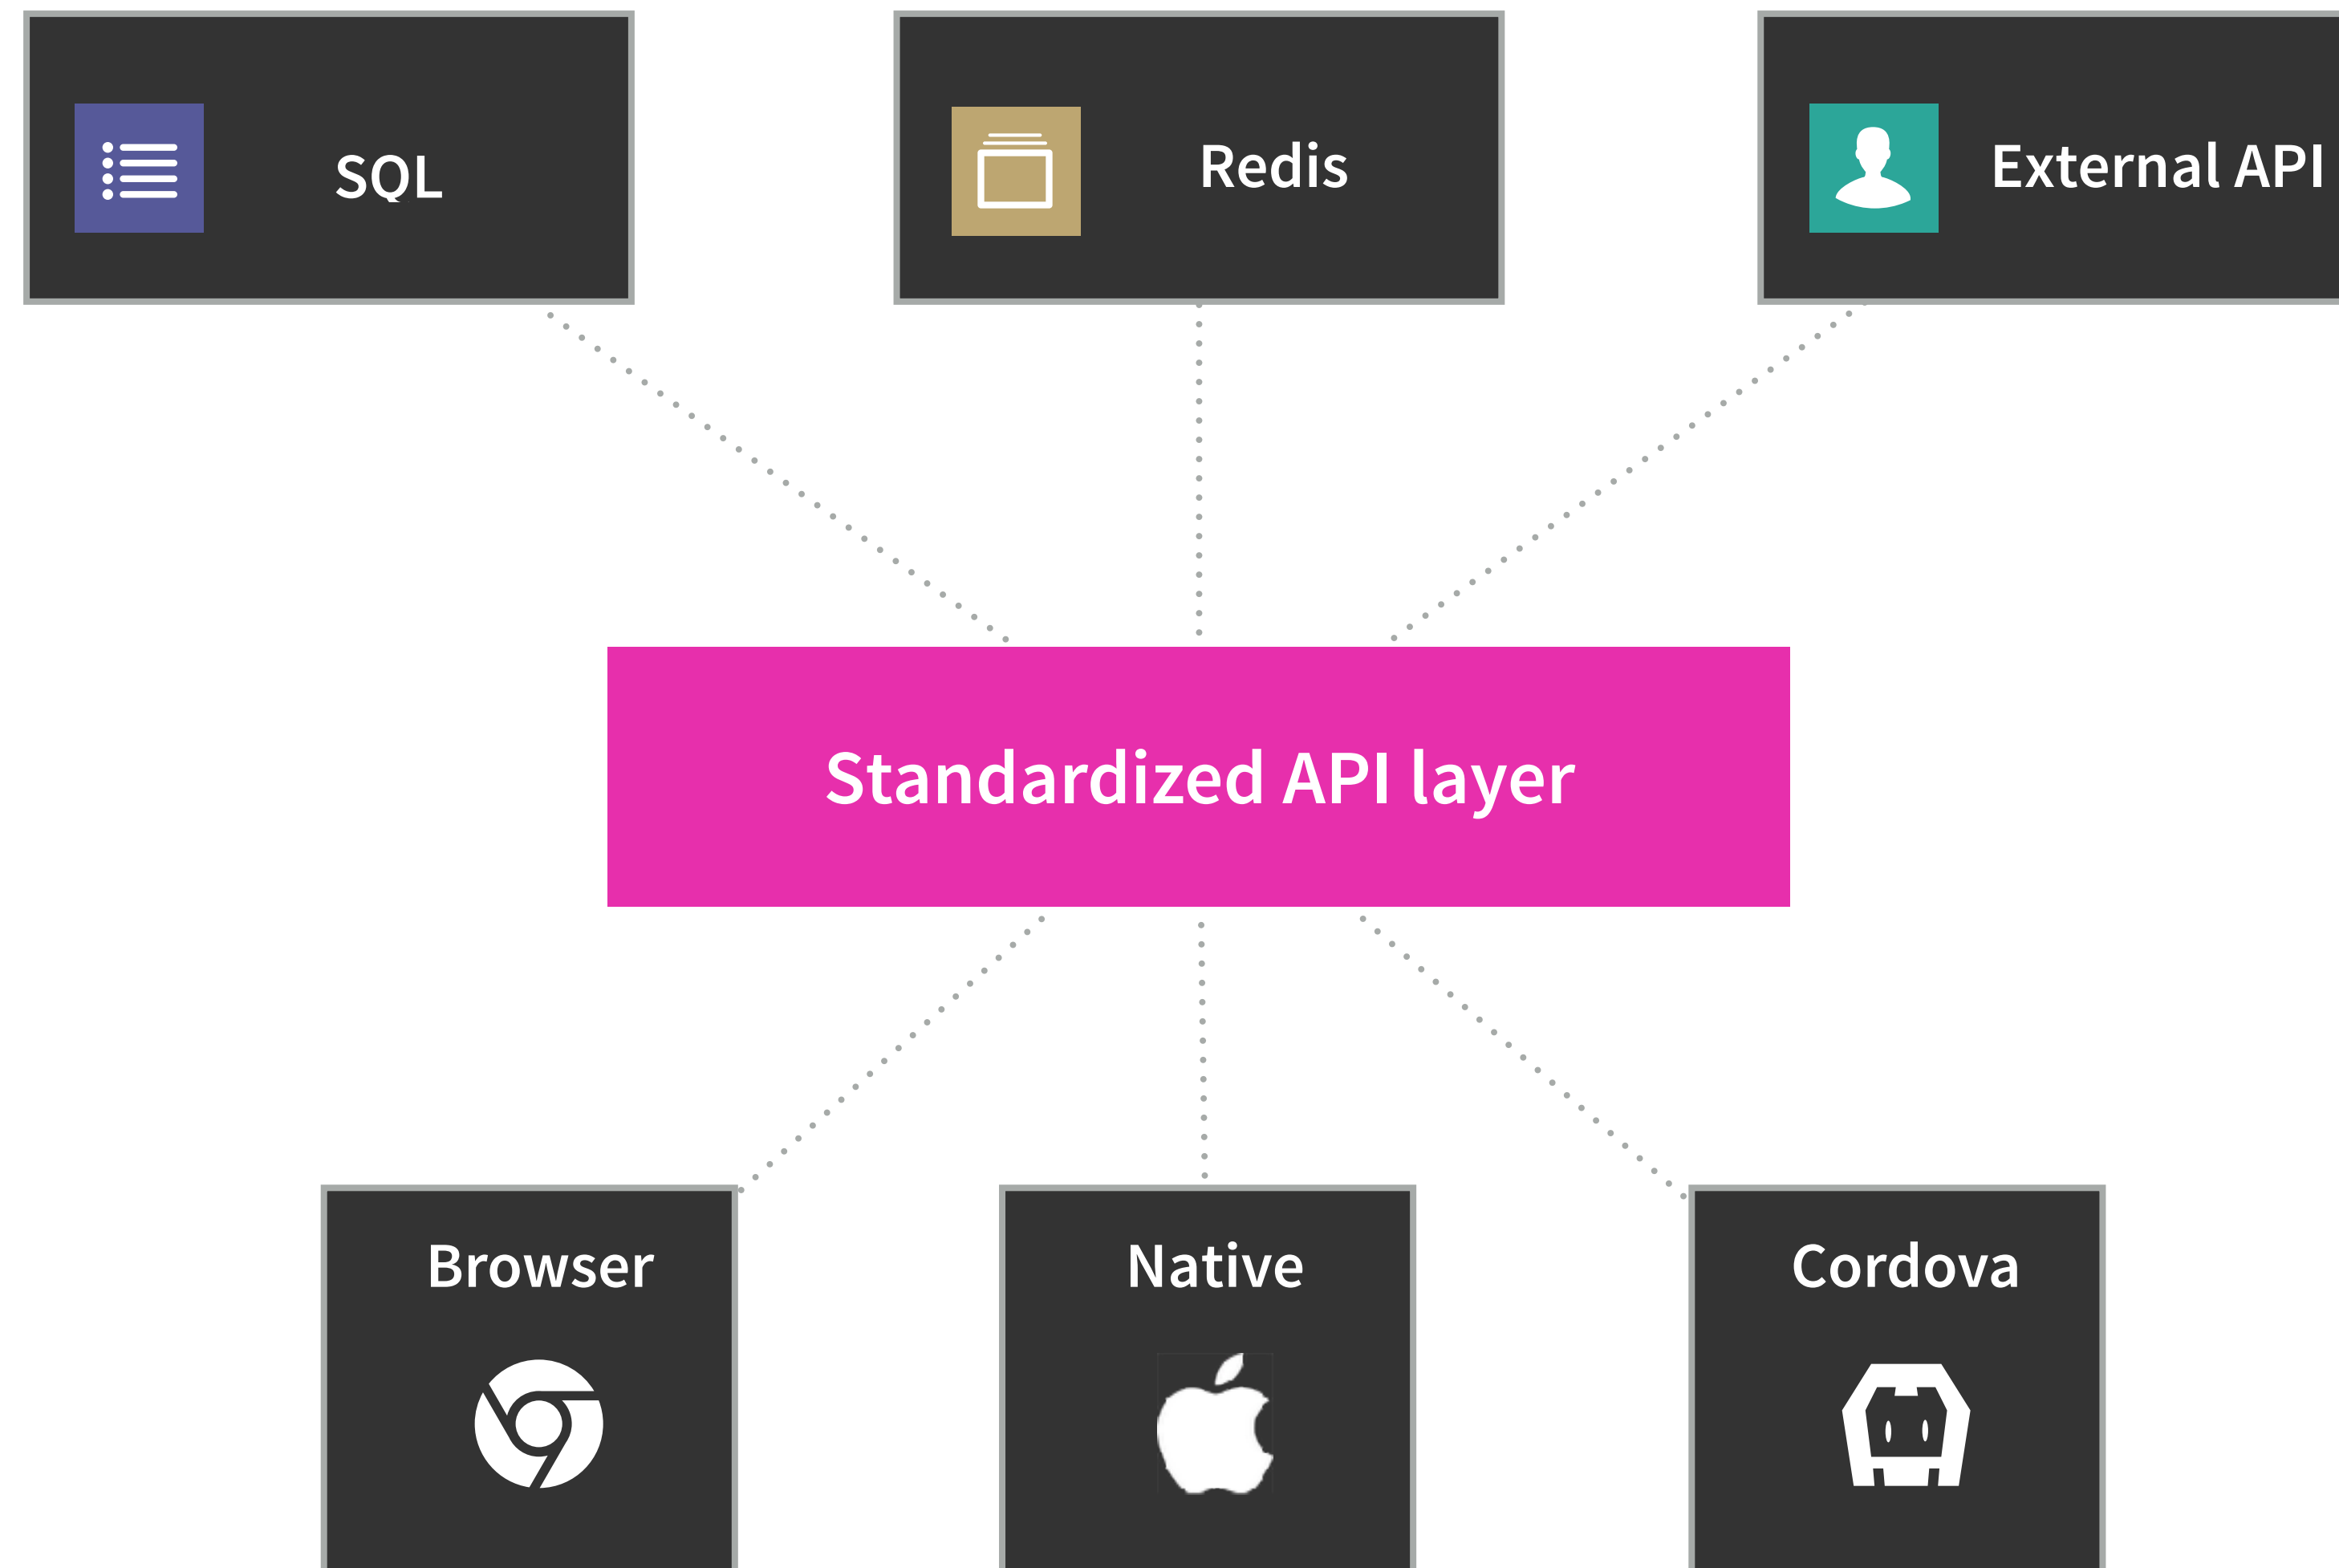 SQL
Redis
External API
Standardized API layer
Browser
Native
Cordova